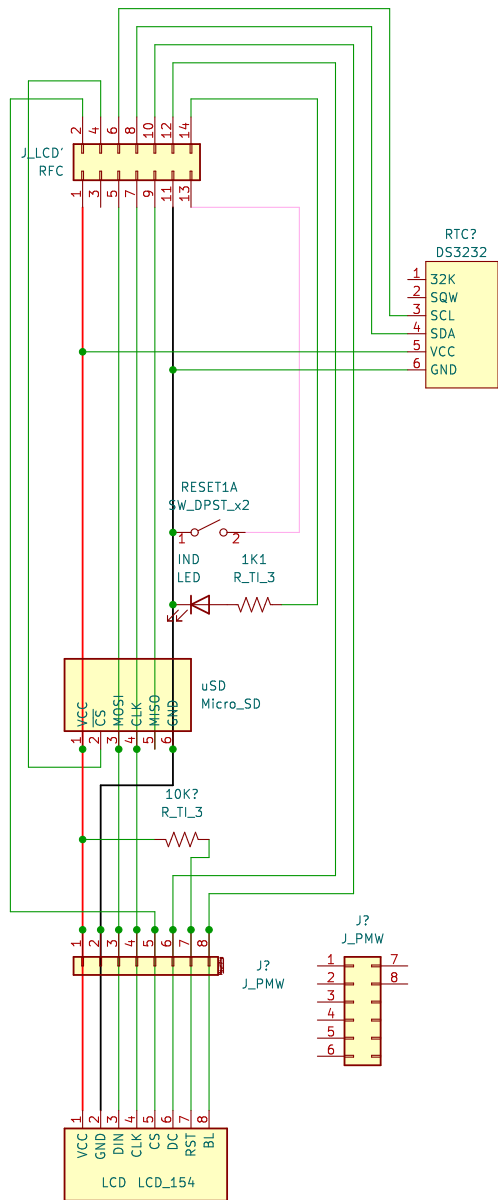 2 4 6 8 10 12 14
J_LCD'
RFC
1 3 5 7 9 11 13
RTC?
DS3232
1 32K
2 SQW
3 SCL
4 SDA
5 VCC
6 GND
RESET1A
SW_DPST_x2
1 2
IND
LED
1K1
R_TI_3
uSD
Micro_SD
VCC CS MOSI CLK MISO GND
1 2 3 4 5 6
10K?
R_TI_3
1 2 3 4 5 6 7 8
J?
J_PMW
J?
J_PMW
1 7
2 8
3
4
5
6
1 2 3 4 5 6 7 8
VCC GND DIN CLK CS DC RST BL
LCD LCD_154